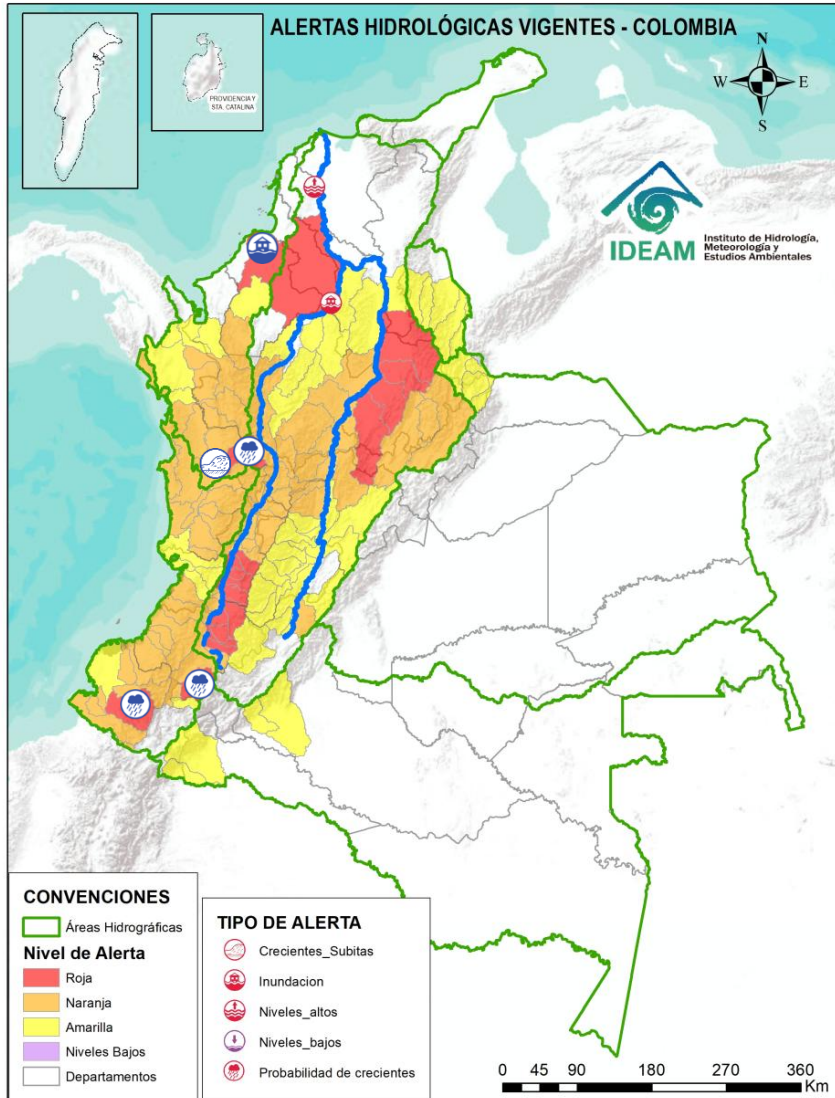 ALERTAS HIDROLÓGICAS VIGENTES - COLOMBIA
PROVIDENCIA Y
STA. CATALINA
N
W
E
S
IDEAM
Instituto de Hidrología,
Meteorología y
Estudios Ambientales
CONVENCIONES
Áreas Hidrográficas
Nivel de Alerta
Roja
Naranja
Amarilla
Niveles Bajos
Departamentos
TIPO DE ALERTA
Crecientes_Subitas
Inundacion
Niveles_altos
Niveles_bajos
Probabilidad de crecientes
0 45 90 180 270 360
Km